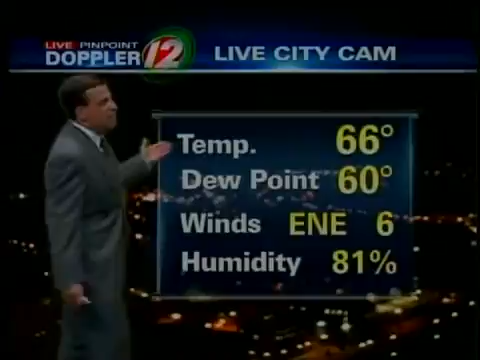 LIVE PINPOINT
DOPPLER 12
LIVE CITY CAM
Temp. 66°
Dew Point 60°
Winds ENE 6
Humidity 81%